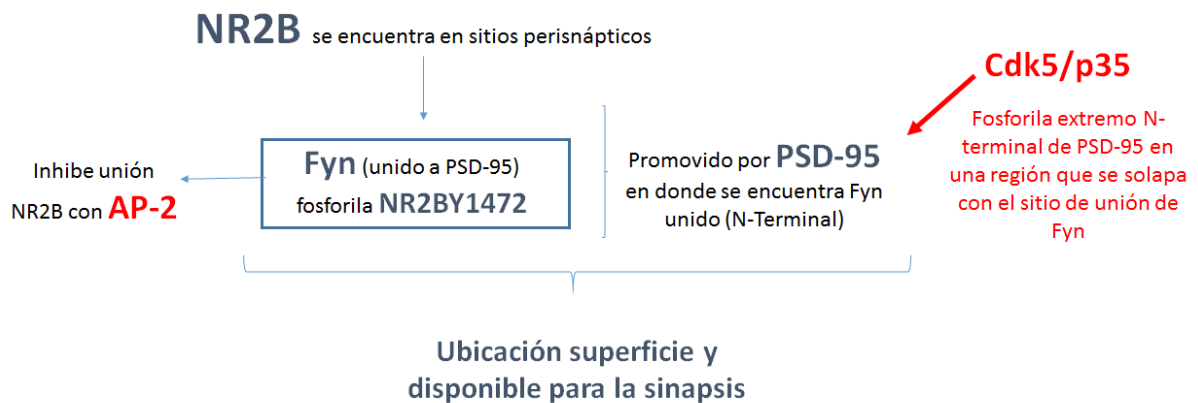 NR2B se encuentra en sitios perisnápticos
Cdk5/p35
Fosforila extremo N-
terminal de PSD-95 en
una región que se solapa
con el sitio de unión de
Fyn
Inhibe unión
NR2B con AP-2
Fyn (unido a PSD-95)
fosforila NR2BY1472
Promovido por PSD-95
en donde se encuentra Fyn
unido (N-Terminal)
Ubicación superficie y
disponible para la sinapsis